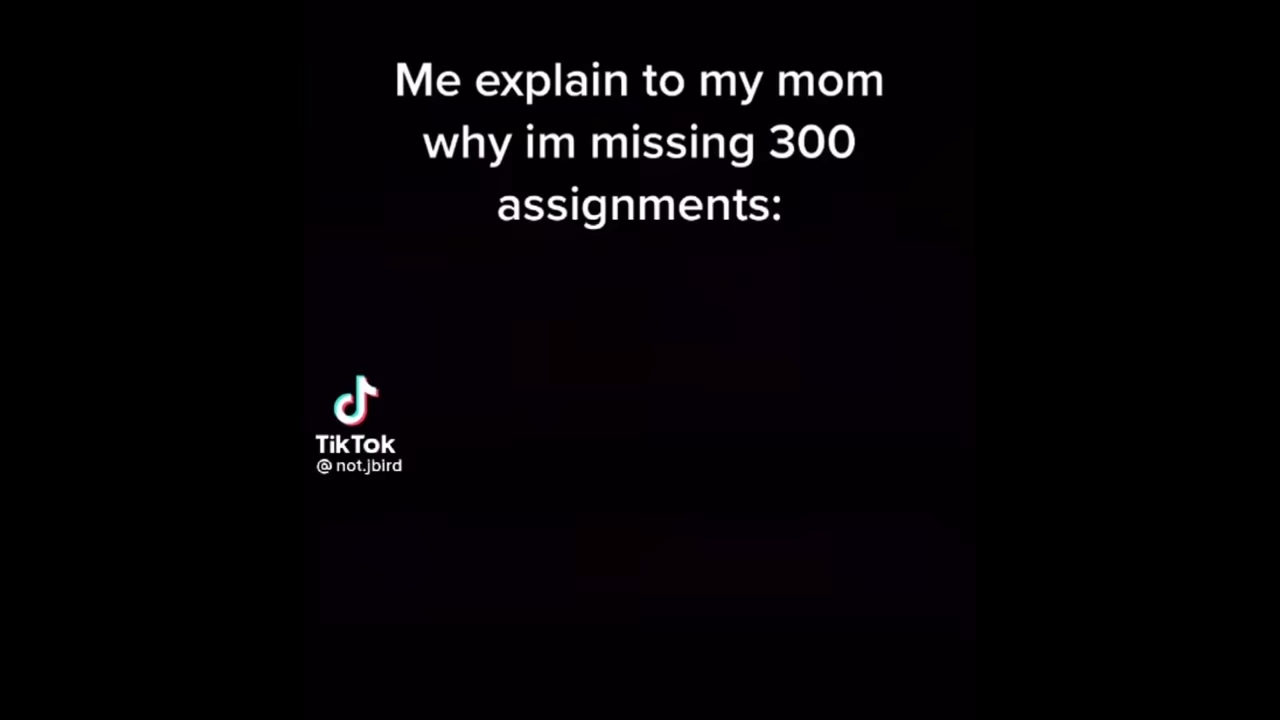 Me explain to my mom
why im missing 300
assignments:
TikTok
@ not.jbird